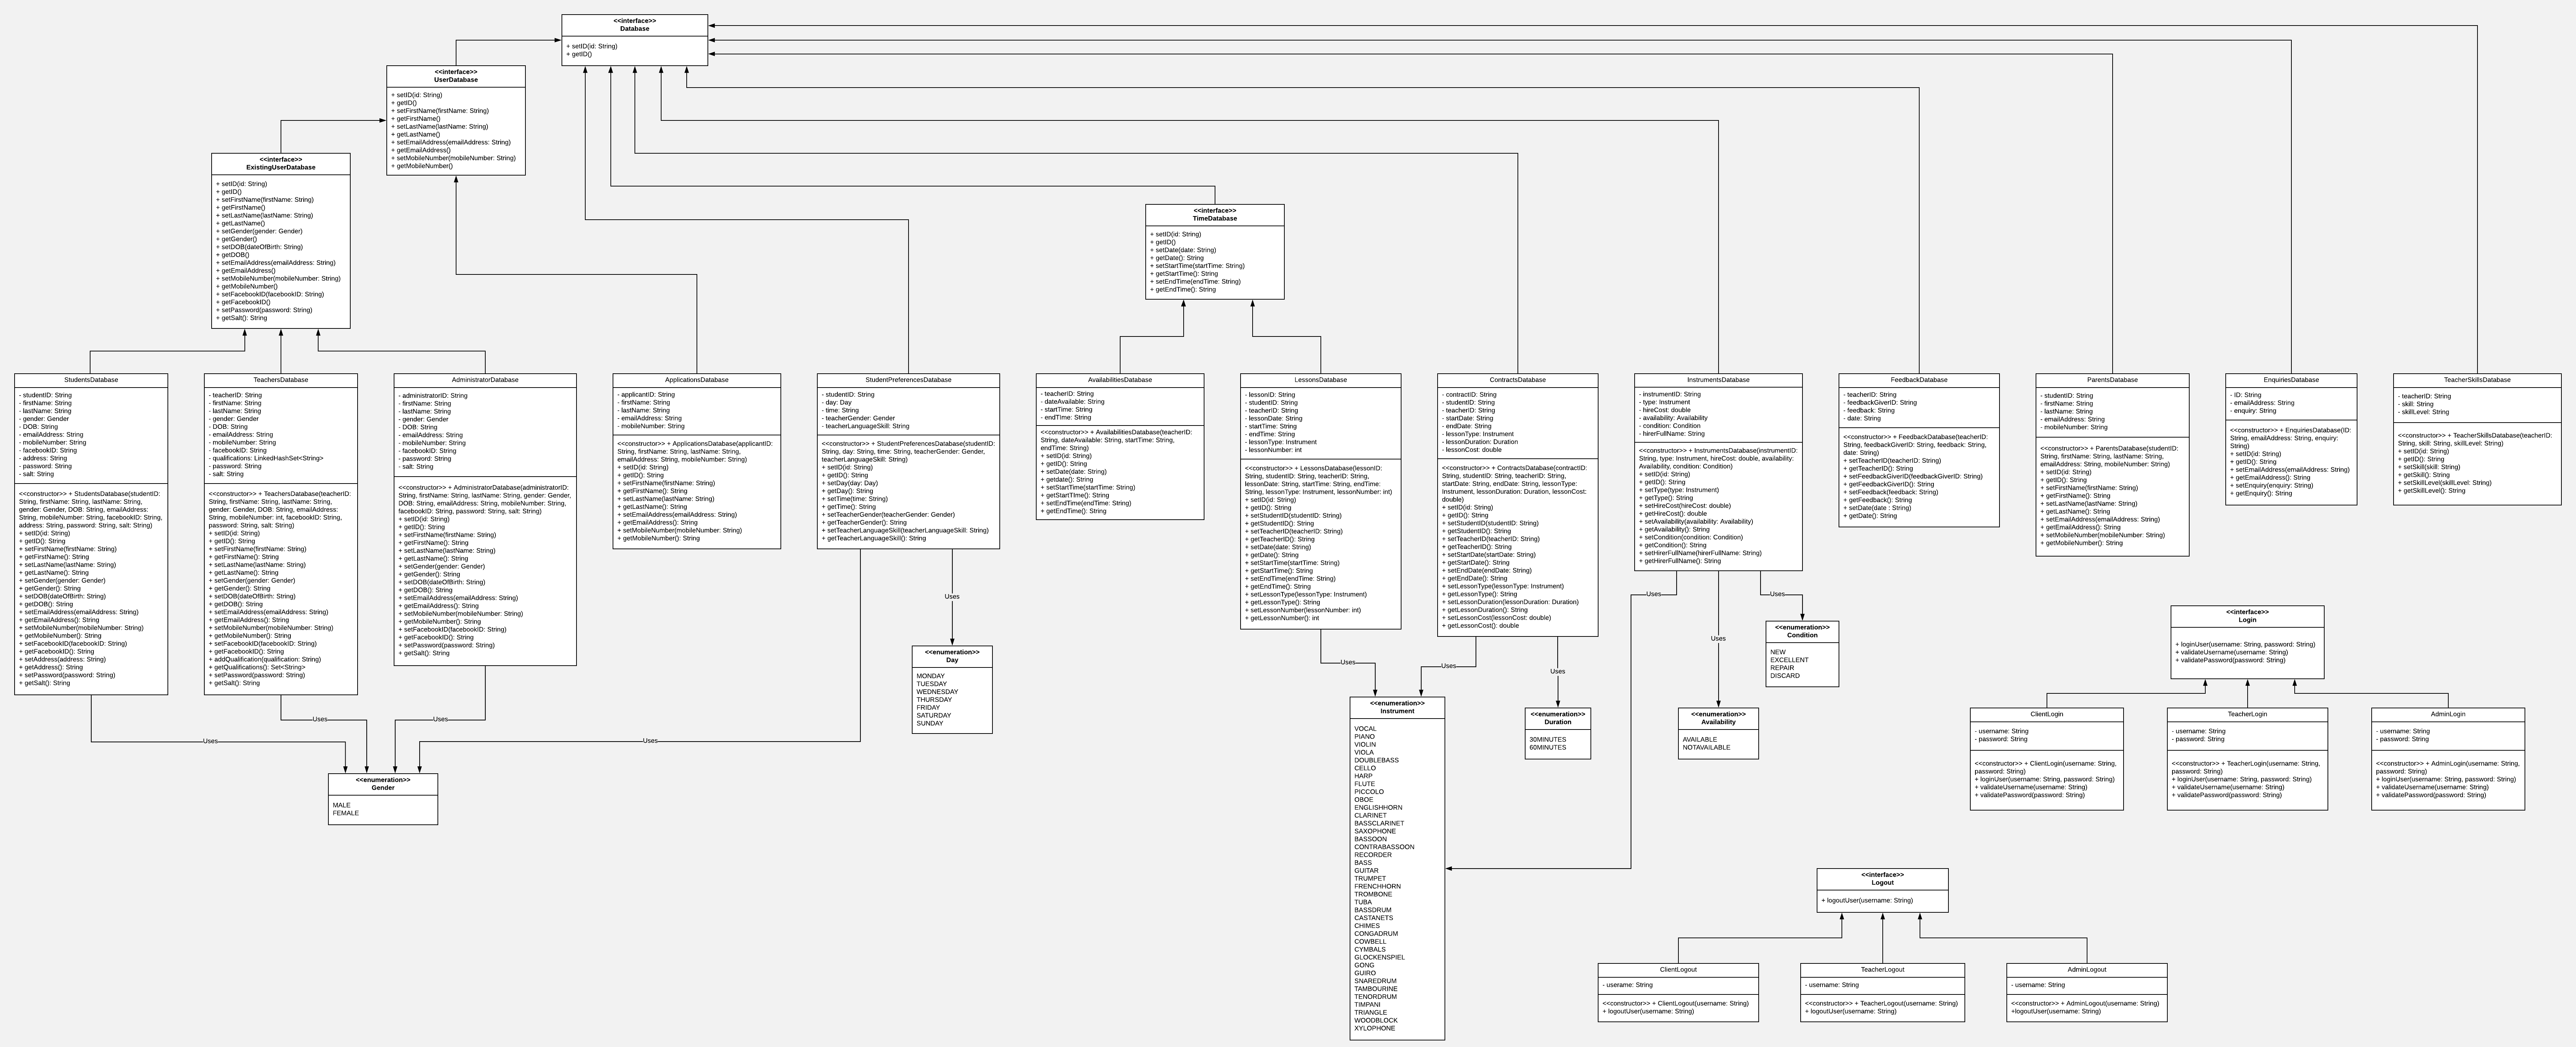 <<interface>>
Database
+ setID(id: String)
+ getID()
<<interface>>
UserDatabase
+ setID(id: String)
+ getID()
+ setFirstName(firstName: String)
+ getFirstName()
+ setLastName(lastName: String)
+ getLastName()
+ setEmailAddress(emailAddress: String)
+ getEmailAddress()
+ setMobileNumber(mobileNumber: String)
+ getMobileNumber()
<<interface>>
ExistingUserDatabase
+ setID(id: String)
+ getID()
+ setFirstName(firstName: String)
+ getFirstName()
+ setLastName(lastName: String)
+ getLastName()
+ setGender(gender: Gender)
+ getGender()
+ setDOB(dateOfBirth: String)
+ getDOB()
+ setEmailAddress(emailAddress: String)
+ getEmailAddress()
+ setMobileNumber(mobileNumber: String)
+ getMobileNumber()
+ setFacebookID(facebookID: String)
+ getFacebookID()
+ setPassword(password: String)
+ getSalt(): String
<<interface>>
TimeDatabase
+ setID(id: String)
+ getID()
+ setDate(date: String)
+ getDate(): String
+ setStartTime(startTime: String)
+ getStartTime(): String
+ setEndTime(endTime: String)
+ getEndTime(): String
StudentsDatabase
- studentID: String
- firstName: String
- lastName: String
- gender: Gender
- DOB: String
- emailAddress: String
- mobileNumber: String
- facebookID: String
- address: String
- password: String
- salt: String
<<constructor>> + StudentsDatabase(studentID:
String, firstName: String, lastName: String,
gender: Gender, DOB: String, emailAddress:
String, mobileNumber: String, facebookID: String,
address: String, password: String, salt: String)
+ setID(id: String)
+ getID(): String
+ setFirstName(firstName: String)
+ getFirstName(): String
+ setLastName(lastName: String)
+ getLastName(): String
+ setGender(gender: Gender)
+ getGender(): String
+ setDOB(dateOfBirth: String)
+ getDOB(): String
+ setEmailAddress(emailAddress: String)
+ getEmailAddress(): String
+ setMobileNumber(mobileNumber: String)
+ getMobileNumber(): String
+ setFacebookID(facebookID: String)
+ getFacebookID(): String
+ setAddress(address: String)
+ getAddress(): String
+ setPassword(password: String)
+ getSalt(): String
TeachersDatabase
- teacherID: String
- firstName: String
- lastName: String
- gender: Gender
- DOB: String
- emailAddress: String
- mobileNumber: String
- facebookID: String
- qualifications: LinkedHashSet<String>
- password: String
- salt: String
<<constructor>> + TeachersDatabase(teacherID:
String, firstName: String, lastName: String,
gender: Gender, DOB: String, emailAddress:
String, mobileNumber: int, facebookID: String,
password: String, salt: String)
+ setID(id: String)
+ getID(): String
+ setFirstName(firstName: String)
+ getFirstName(): String
+ setLastName(lastName: String)
+ getLastName(): String
+ setGender(gender: Gender)
+ getGender(): String
+ setDOB(dateOfBirth: String)
+ getDOB(): String
+ setEmailAddress(emailAddress: String)
+ getEmailAddress(): String
+ setMobileNumber(mobileNumber: String)
+ getMobileNumber(): String
+ setFacebookID(facebookID: String)
+ getFacebookID(): String
+ addQualification(qualification: String)
+ getQualifications(): Set<String>
+ setPassword(password: String)
+ getSalt(): String
AdministratorDatabase
- administratorID: String
- firstName: String
- lastName: String
- gender: Gender
- DOB: String
- emailAddress: String
- mobileNumber: String
- facebookID: String
- password: String
- salt: String
<<constructor>> + AdministratorDatabase(administratorID:
String, firstName: String, lastName: String, gender: Gender,
DOB: String, emailAddress: String, mobileNumber: String,
facebookID: String, password: String, salt: String)
+ setID(id: String)
+ getID(): String
+ setFirstName(firstName: String)
+ getFirstName(): String
+ setLastName(lastName: String)
+ getLastName(): String
+ setGender(gender: Gender)
+ getGender(): String
+ setDOB(dateOfBirth: String)
+ getDOB(): String
+ setEmailAddress(emailAddress: String)
+ getEmailAddress(): String
+ setMobileNumber(mobileNumber: String)
+ getMobileNumber(): String
+ setFacebookID(facebookID: String)
+ getFacebookID(): String
+ setPassword(password: String)
+ getSalt(): String
ApplicationsDatabase
- applicantID: String
- firstName: String
- lastName: String
- emailAddress: String
- mobileNumber: String
<<constructor>> + ApplicationsDatabase(applicantID:
String, firstName: String, lastName: String,
emailAddress: String, mobileNumber: String)
+ setID(id: String)
+ getID(): String
+ setFirstName(firstName: String)
+ getFirstName(): String
+ setLastName(lastName: String)
+ getLastName(): String
+ setEmailAddress(emailAddress: String)
+ getEmailAddress(): String
+ setMobileNumber(mobileNumber: String)
+ getMobileNumber(): String
StudentPreferencesDatabase
- studentID: String
- day: Day
- time: String
- teacherGender: Gender
- teacherLanguageSkill: String
<<constructor>> + StudentPreferencesDatabase(studentID:
String, day: String, time: String, teacherGender: Gender,
teacherLanguageSkill: String)
+ setID(id: String)
+ getID(): String
+ setDay(day: Day)
+ getDay(): String
+ setTime(time: String)
+ getTime(): String
+ setTeacherGender(teacherGender: Gender)
+ getTeacherGender(): String
+ setTeacherLanguageSkill(teacherLanguageSkill: String)
+ getTeacherLanguageSkill(): String
AvailabilitiesDatabase
- teacherID: String
- dateAvailable: String
- startTime: String
- endTIme: String
<<constructor>> + AvailabilitiesDatabase(teacherID:
String, dateAvailable: String, startTime: String,
endTime: String)
+ setID(id: String)
+ getID(): String
+ setDate(date: String)
+ getdate(): String
+ setStartTime(startTime: String)
+ getStartTIme(): String
+ setEndTime(endTime: String)
+ getEndTime(): String
LessonsDatabase
- lessonID: String
- studentID: String
- teacherID: String
- lessonDate: String
- startTime: String
- endTime: String
- lessonType: Instrument
- lessonNumber: int
<<constructor>> + LessonsDatabase(lessonID:
String, studentID: String, teacherID: String,
lessonDate: String, startTime: String, endTime:
String, lessonType: Instrument, lessonNumber: int)
+ setID(id: String)
+ getID(): String
+ setStudentID(studentID: String)
+ getStudentID(): String
+ setTeacherID(teacherID: String)
+ getTeacherID(): String
+ setDate(date: String)
+ getDate(): String
+ setStartTime(startTime: String)
+ getStartTime(): String
+ setEndTime(endTime: String)
+ getEndTime(): String
+ setLessonType(lessonType: Instrument)
+ getLessonType(): String
+ setLessonNumber(lessonNumber: int)
+ getLessonNumber(): int
ContractsDatabase
- contractID: String
- studentID: String
- teacherID: String
- startDate: String
- endDate: String
- lessonType: Instrument
- lessonDuration: Duration
- lessonCost: double
<<constructor>> + ContractsDatabase(contractID:
String, studentID: String, teacherID: String,
startDate: String, endDate: String, lessonType:
Instrument, lessonDuration: Duration, lessonCost:
double)
+ setID(id: String)
+ getID(): String
+ setStudentID(studentID: String)
+ getStudentID(): String
+ setTeacherID(teacherID: String)
+ getTeacherID(): String
+ setStartDate(startDate: String)
+ getStartDate(): String
+ setEndDate(endDate: String)
+ getEndDate(): String
+ setLessonType(lessonType: Instrument)
+ getLessonType(): String
+ setLessonDuration(lessonDuration: Duration)
+ getLessonDuration(): String
+ setLessonCost(lessonCost: double)
+ getLessonCost(): double
InstrumentsDatabase
- instrumentID: String
- type: Instrument
- hireCost: double
- availability: Availability
- condition: Condition
- hirerFullName: String
<<constructor>> + InstrumentsDatabase(instrumentID:
String, type: Instrument, hireCost: double, availability:
Availability, condition: Condition)
+ setID(id: String)
+ getID(): String
+ setType(type: Instrument)
+ getType(): String
+ setHireCost(hireCost: double)
+ getHireCost(): double
+ setAvailability(availability: Availability)
+ getAvailability(): String
+ setCondition(condition: Condition)
+ getCondition(): String
+ setHirerFullName(hirerFullName: String)
+ getHirerFullName(): String
FeedbackDatabase
- teacherID: String
- feedbackGiverID: String
- feedback: String
- date: String
<<constructor>> + FeedbackDatabase(teacherID:
String, feedbackGiverID: String, feedback: String,
date: String)
+ setTeacherID(teacherID: String)
+ getTeacherID(): String
+ setFeedbackGiverID(feedbackGiverID: String)
+ getFeedbackGiverID(): String
+ setFeedback(feedback: String)
+ getFeedback(): String
+ setDate(date : String)
+ getDate(): String
ParentsDatabase
- studentID: String
- firstName: String
- lastName: String
- emailAddress: String
- mobileNumber: String
<<constructor>> + ParentsDatabase(studentID:
String, firstName: String, lastName: String,
emailAddress: String, mobileNumber: String)
+ setID(id: String)
+ getID(): String
+ setFirstName(firstName: String)
+ getFirstName(): String
+ setLastName(lastName: String)
+ getLastName(): String
+ setEmailAddress(emailAddress: String)
+ getEmailAddress(): String
+ setMobileNumber(mobileNumber: String)
+ getMobileNumber(): String
EnquiriesDatabase
- ID: String
- emailAddress: String
- enquiry: String
<<constructor>> + EnquiriesDatabase(ID:
String, emailAddress: String, enquiry:
String)
+ setID(id: String)
+ getID(): String
+ setEmailAddress(emailAddress: String)
+ getEmailAddress(): String
+ setEnquiry(enquiry: String)
+ getEnquiry(): String
TeacherSkillsDatabase
- teacherID: String
- skill: String
- skillLevel: String
<<constructor>> + TeacherSkillsDatabase(teacherID:
String, skill: String, skillLevel: String)
+ setID(id: String)
+ getID(): String
+ setSkill(skill: String)
+ getSkill(): String
+ setSkillLevel(skillLevel: String)
+ getSkillLevel(): String
Uses
Uses
Uses
Uses
Uses
Uses
Uses
Uses
Uses
Uses
Uses
<<enumeration>>
Gender
MALE
FEMALE
<<enumeration>>
Day
MONDAY
TUESDAY
WEDNESDAY
THURSDAY
FRIDAY
SATURDAY
SUNDAY
<<enumeration>>
Instrument
VOCAL
PIANO
VIOLIN
VIOLA
DOUBLEBASS
CELLO
HARP
FLUTE
PICCOLO
OBOE
ENGLISHHORN
CLARINET
BASSCLARINET
SAXOPHONE
BASSOON
CONTRABASSOON
RECORDER
BASS
GUITAR
TRUMPET
FRENCHHORN
TROMBONE
TUBA
BASSDRUM
CASTANETS
CHIMES
CONGADRUM
COWBELL
CYMBALS
GLOCKENSPIEL
GONG
GUIRO
SNAREDRUM
TAMBOURINE
TENORDRUM
TIMPANI
TRIANGLE
WOODBLOCK
XYLOPHONE
<<enumeration>>
Duration
30MINUTES
60MINUTES
<<enumeration>>
Availability
AVAILABLE
NOTAVAILABLE
<<enumeration>>
Condition
NEW
EXCELLENT
REPAIR
DISCARD
<<interface>>
Login
+ loginUser(username: String, password: String)
+ validateUsername(username: String)
+ validatePassword(password: String)
ClientLogin
- username: String
- password: String
<<constructor>> + ClientLogin(username: String,
password: String)
+ loginUser(username: String, password: String)
+ validateUsername(username: String)
+ validatePassword(password: String)
TeacherLogin
- username: String
- password: String
<<constructor>> + TeacherLogin(username: String,
password: String)
+ loginUser(username: String, password: String)
+ validateUsername(username: String)
+ validatePassword(password: String)
AdminLogin
- username: String
- password: String
<<constructor>> + AdminLogin(username: String,
password: String)
+ loginUser(username: String, password: String)
+ validateUsername(username: String)
+ validatePassword(password: String)
<<interface>>
Logout
+ logoutUser(username: String)
ClientLogout
- userame: String
<<constructor>> + ClientLogout(username: String)
+ logoutUser(username: String)
TeacherLogout
- username: String
<<constructor>> + TeacherLogout(username: String)
+ logoutUser(username: String)
AdminLogout
- username: String
<<constructor>> + AdminLogout(username: String)
+logoutUser(username: String)